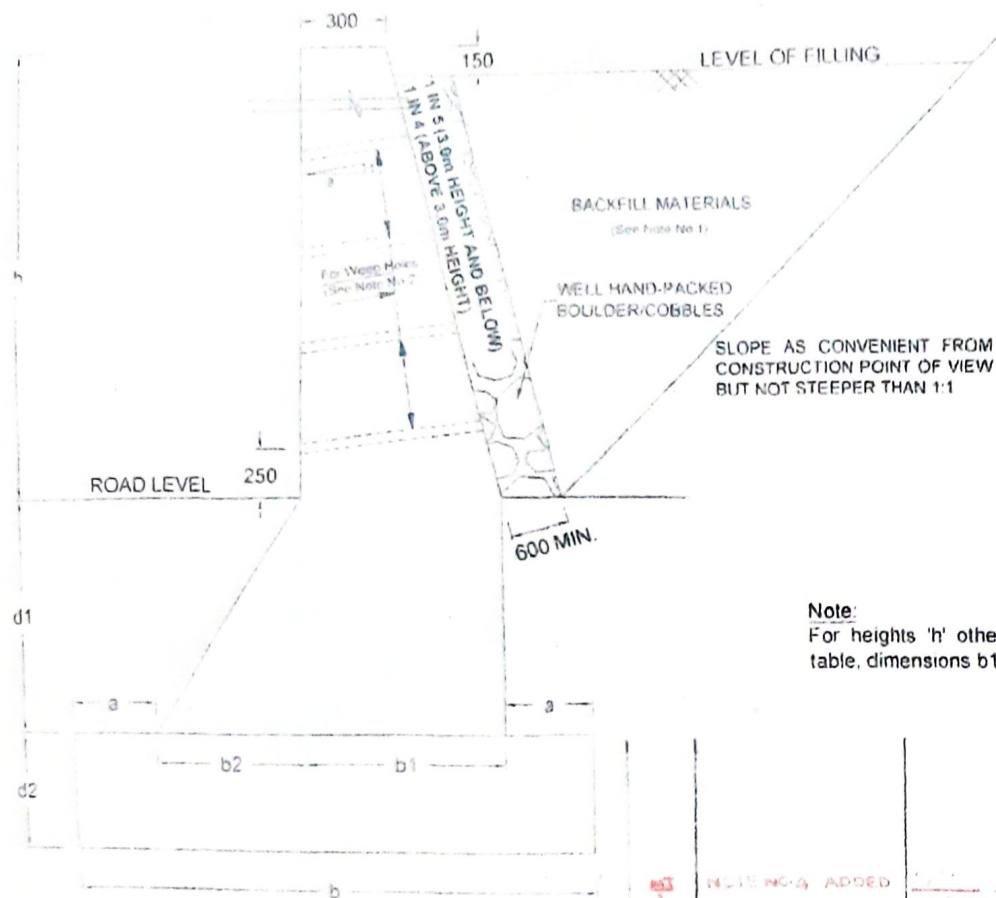 300
150
LEVEL OF FILLING
1 IN 5 (3.0m HEIGHT AND BELOW)
1 IN 4 (ABOVE 3.0m HEIGHT)
BACKFILL MATERIALS
(See Note No 1)
For Weep Holes
(See Note No 2
WELL HAND-PACKED
BOULDER/COBBLES
SLOPE AS CONVENIENT FROM
CONSTRUCTION POINT OF VIEW
BUT NOT STEEPER THAN 1:1
h
250
ROAD LEVEL
600 MIN.
d1
Note:
For heights 'h' othe
table, dimensions b1
a
a
b2
b1
d2
b
NOTE NO.4 ADDED